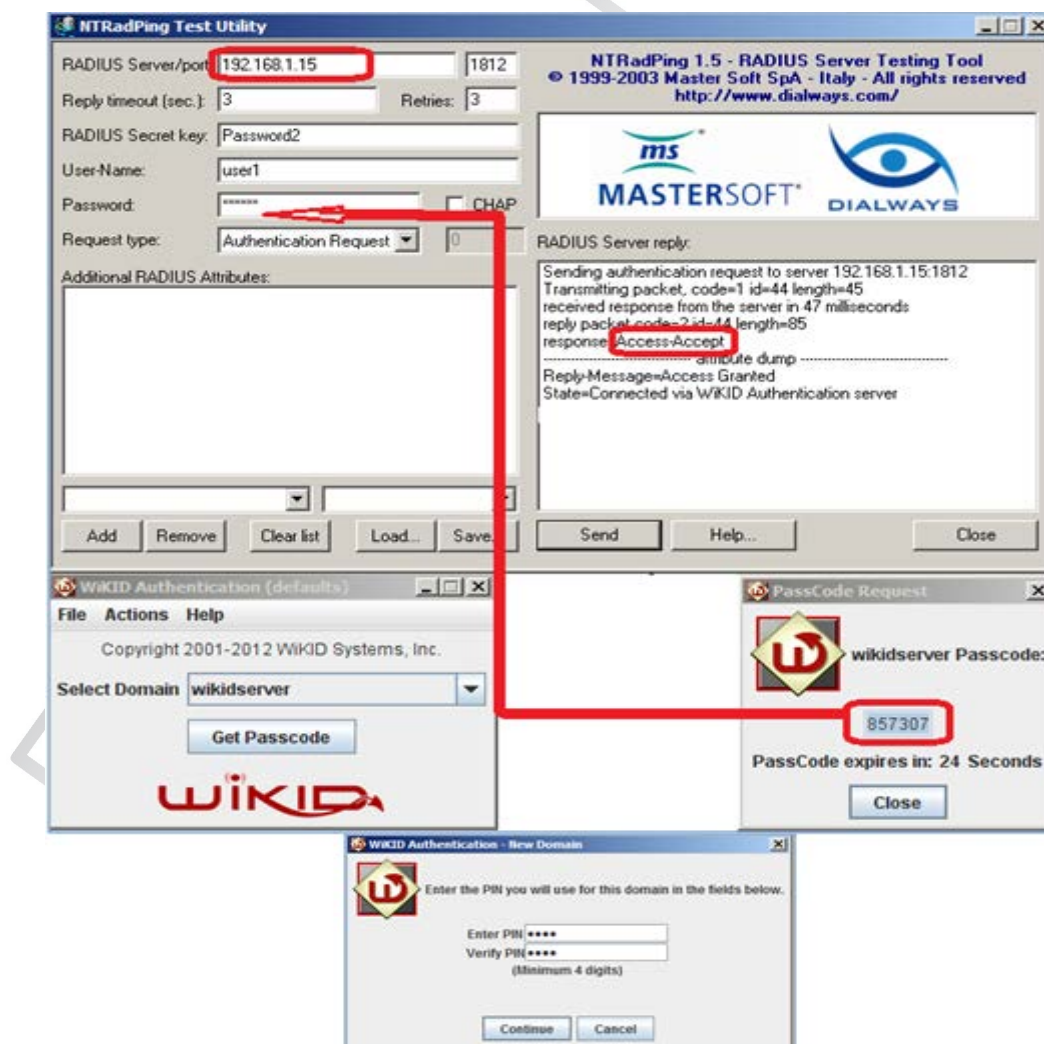 NTRadPing Test Utility
RADIUS Server/port 192.168.1.15 1812
Reply timeout (sec.): 3 Retries: 3
RADIUS Secret key: Password2
User-Name: user1
Password: ****** CHAP
Request type: Authentication Request 0
Additional RADIUS Attributes:
Add Remove Clear list Load... Save...
NTRadPing 1.5 - RADIUS Server Testing Tool
© 1999-2003 Master Soft SpA - Italy - All rights reserved
http://www.dialways.com/
ms
MASTERSOFT
DIALWAYS
RADIUS Server reply:
Sending authentication request to server 192.168.1.15:1812
Transmitting packet, code=1 id=44 length=45
received response from the server in 47 milliseconds
reply packet code=2 id=44 length=85
response: Access-Accept
attribute dump
Reply-Message=Access Granted
State=Connected via WiKID Authentication server
Send Help... Close
WiKID Authentication (defaults)
File Actions Help
Copyright 2001-2012 WiKID Systems, Inc.
Select Domain wikidserver
Get Passcode
WiKID
PassCode Request
wikidserver Passcode:
857307
PassCode expires in: 24 Seconds
Close
WiKID Authentication - New Domain
Enter the PIN you will use for this domain in the fields below.
Enter PIN ••••
Verify PIN ••••
(Minimum 4 digits)
Continue Cancel